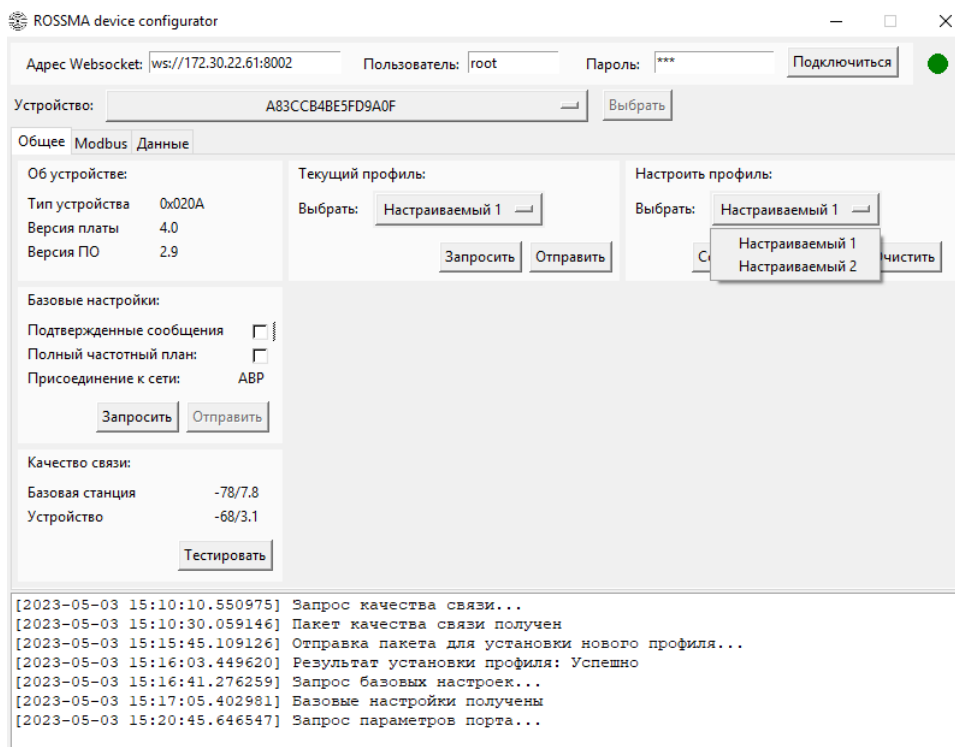 ROSSMA device configurator
Адрес Websocket: ws://172.30.22.61:8002 Пользователь: root Пароль: *** Подключиться
Устройство: A83CCB4BE5FD9A0F Выбрать
Общее Modbus Данные
Об устройстве:
Тип устройства 0x020A
Версия платы 4.0
Версия ПО 2.9
Текущий профиль:
Выбрать: Настраиваемый 1
Запросить Отправить
Настроить профиль:
Выбрать: Настраиваемый 1
Настраиваемый 1
Настраиваемый 2
Базовые настройки:
Подтвержденные сообщения
Полный частотный план:
Присоединение к сети: ABP
Запросить Отправить
Качество связи:
Базовая станция -78/7.8
Устройство -68/3.1
Тестировать
[2023-05-03 15:10:10.550975] Запрос качества связи...
[2023-05-03 15:10:30.059146] Пакет качества связи получен
[2023-05-03 15:15:45.109126] Отправка пакета для установки нового профиля...
[2023-05-03 15:16:03.449620] Результат установки профиля: Успешно
[2023-05-03 15:16:41.276259] Запрос базовых настроек...
[2023-05-03 15:17:05.402981] Базовые настройки получены
[2023-05-03 15:20:45.646547] Запрос параметров порта...